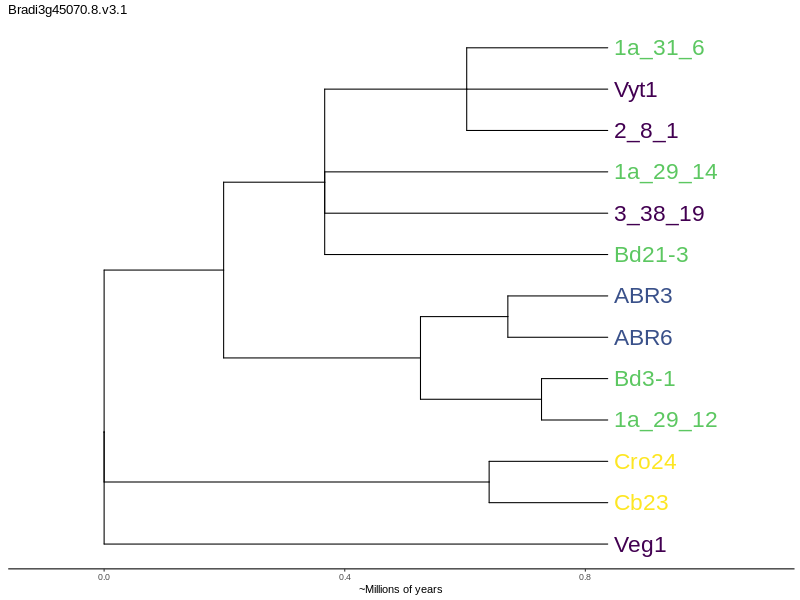 Bradi3g45070.8.v3.1
1a_31_6
Vyt1
2_8_1
1a_29_14
3_38_19
Bd21-3
ABR3
ABR6
Bd3-1
1a_29_12
Cro24
Cb23
Veg1
0.0 0.4 0.8
~Millions of years